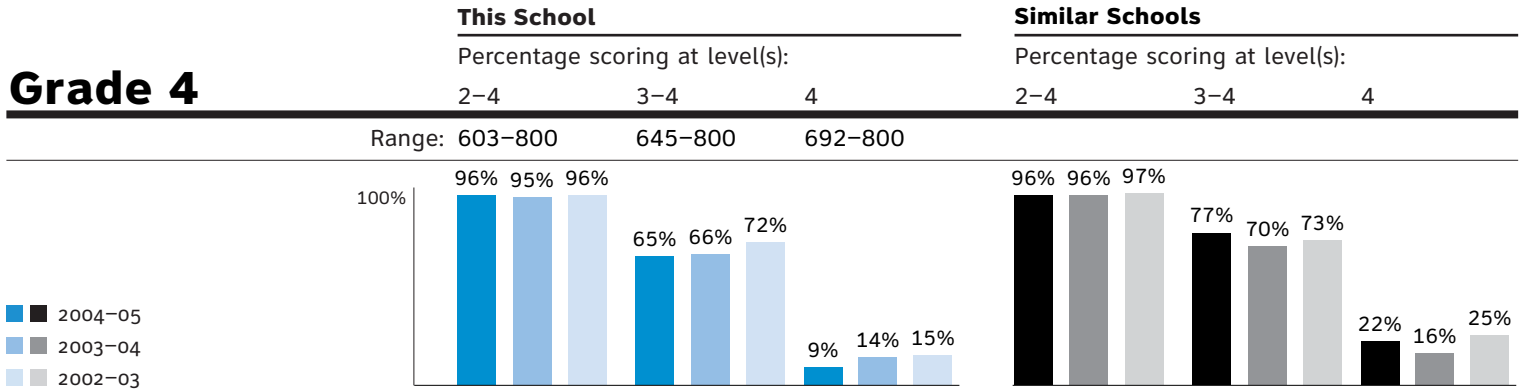 This School Similar Schools
Percentage scoring at level(s): Percentage scoring at level(s):
Grade 4 2–4 3–4 4 2–4 3–4 4
Range: 603–800 645–800 692–800
100% 96% 95% 96% 65% 66% 72% 9% 14% 15% 96% 96% 97% 77% 70% 73% 22% 16% 25%
2004–05
2003–04
2002–03